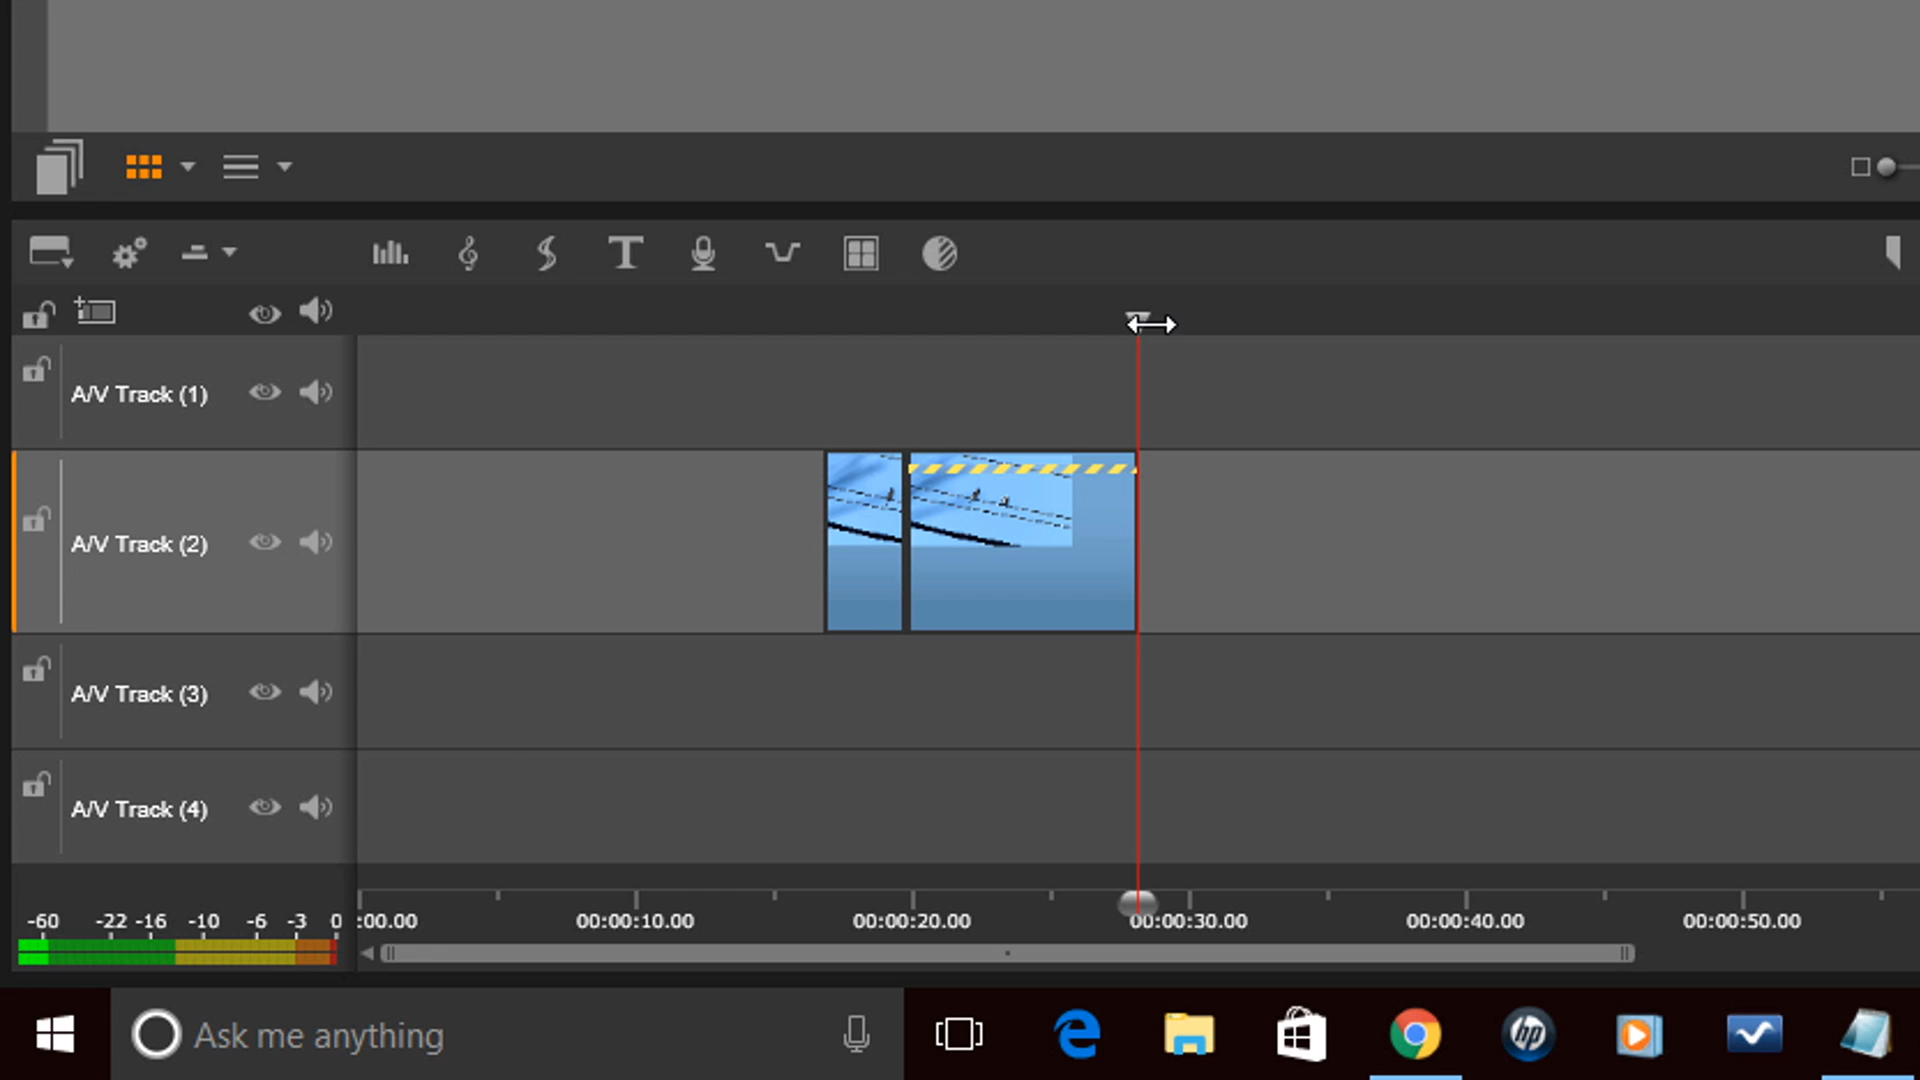 A/V Track (1)
A/V Track (2)
A/V Track (3)
A/V Track (4)
-60 -22 -16 -10 -6 -3 0
:00.00 00:00:10.00 00:00:20.00 00:00:30.00 00:00:40.00 00:00:50.00
Ask me anything
hp